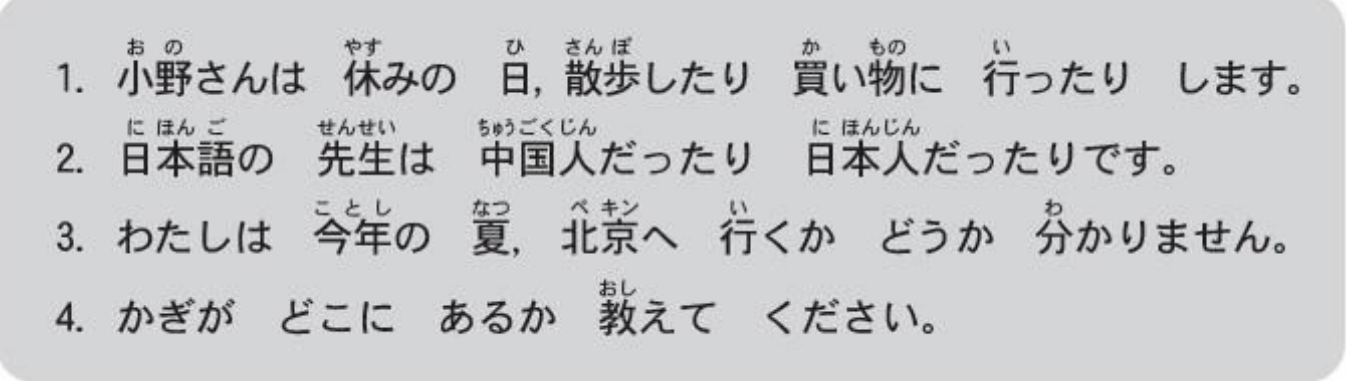 お の やす ひ さん ぽ か もの い
1. 小野さんは 休みの 日, 散歩したり 買い物に 行ったり します。
に ほん ご せんせい ちゅうごくじん に ほんじん
2. 日本語の 先生は 中国人だったり 日本人だったりです。
こ と し なつ ペ キン い わ
3. わたしは 今年の 夏, 北京へ 行くか どうか 分かりません。
おし
4. かぎが どこに あるか 教えて ください。